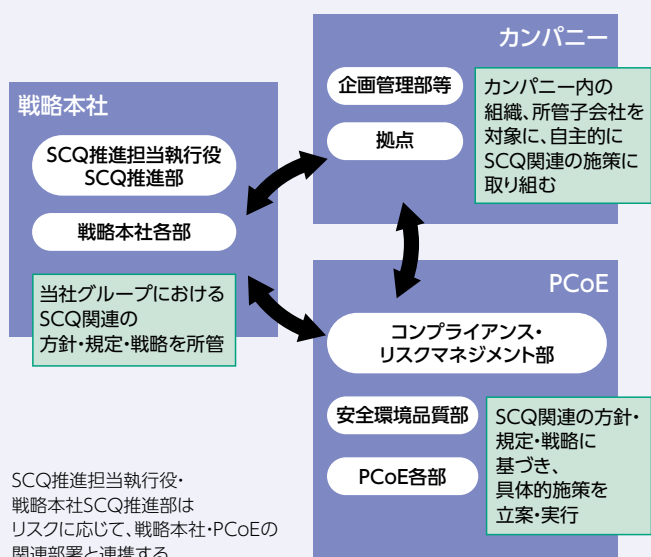 戦略本社
SCQ推進担当執行役
SCQ推進部
戦略本社各部
当社グループにおける
SCQ関連の
方針・規定・戦略を所管
カンパニー
企画管理部等
拠点
カンパニー内の
組織、所管子会社を
対象に、自主的に
SCQ関連の施策に
取り組む
PCoE
コンプライアンス・
リスクマネジメント部
安全環境品質部
PCoE各部
SCQ関連の方針・
規定・戦略に
基づき、
具体的施策を
立案・実行
SCQ推進担当執行役・
戦略本社SCQ推進部は
リスクに応じて、戦略本社・PCoEの
関連部署と連携する